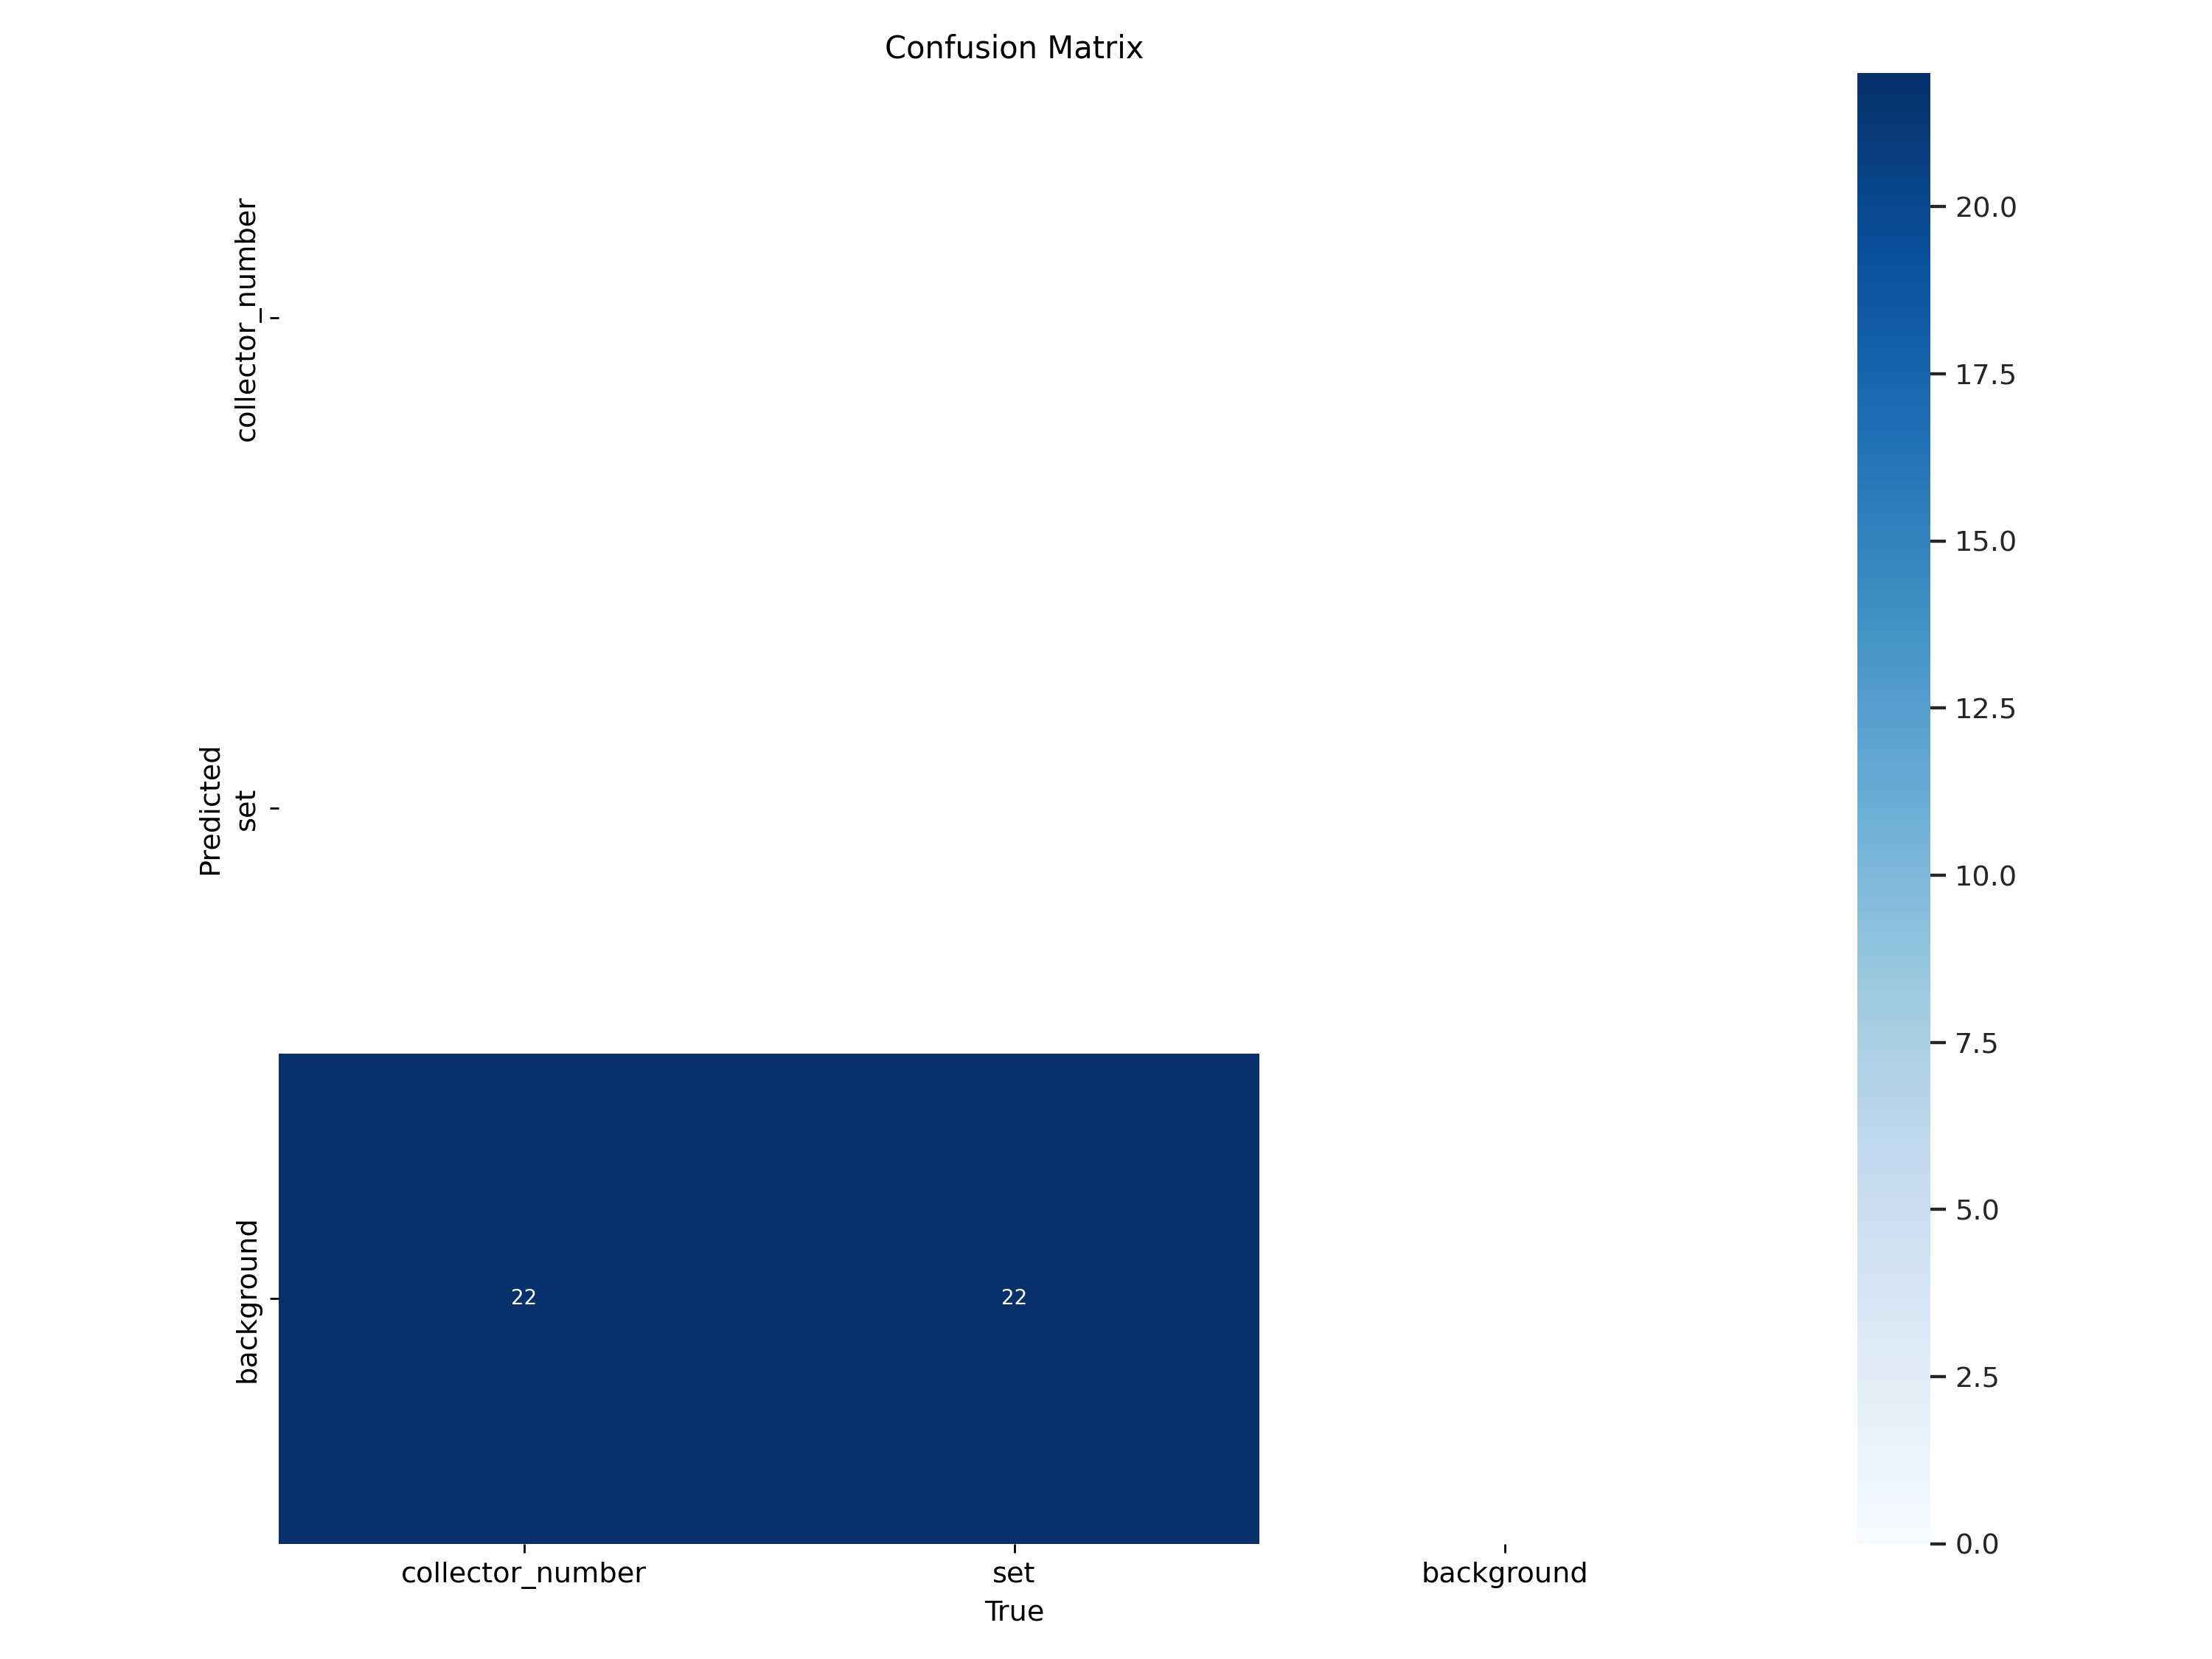 Confusion Matrix
collector_number
set
background
Predicted
22
22
collector_number
set
background
True
20.0
17.5
15.0
12.5
10.0
7.5
5.0
2.5
0.0